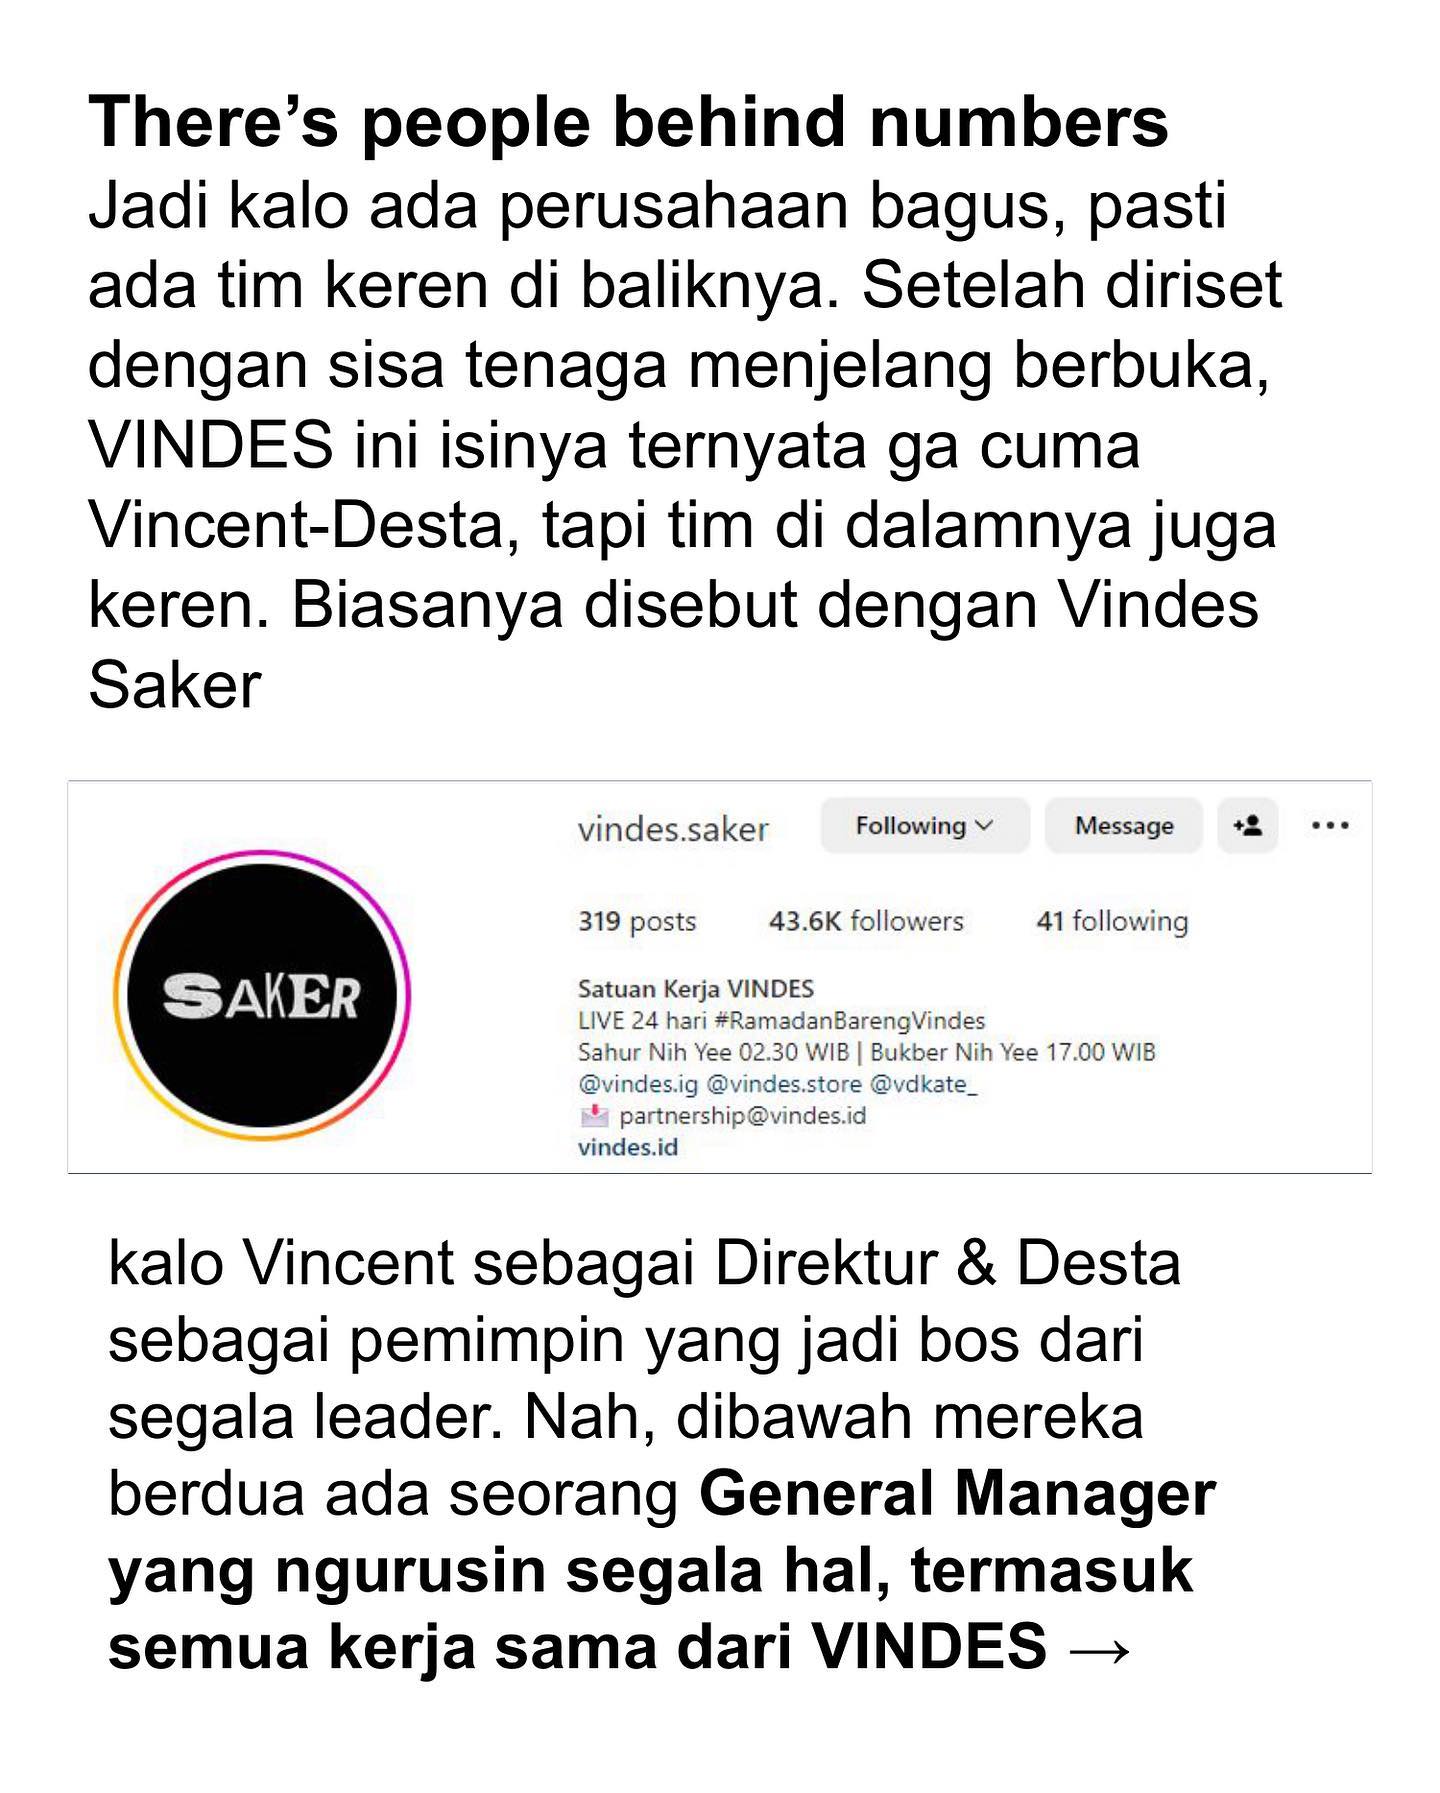 There’s people behind numbers
Jadi kalo ada perusahaan bagus, pasti
ada tim keren di baliknya. Setelah diriset
dengan sisa tenaga menjelang berbuka,
VINDES ini isinya ternyata ga cuma
Vincent-Desta, tapi tim di dalamnya juga
keren. Biasanya disebut dengan Vindes
Saker
vindes.saker Following Message
319 posts 43.6K followers 41 following
SAKER
Satuan Kerja VINDES
LIVE 24 hari #RamadanBarengVindes
Sahur Nih Yee 02.30 WIB | Bukber Nih Yee 17.00 WIB
@vindes.ig @vindes.store @vdkate_
📩 partnership@vindes.id
vindes.id
kalo Vincent sebagai Direktur & Desta
sebagai pemimpin yang jadi bos dari
segala leader. Nah, dibawah mereka
berdua ada seorang General Manager
yang ngurusin segala hal, termasuk
semua kerja sama dari VINDES →